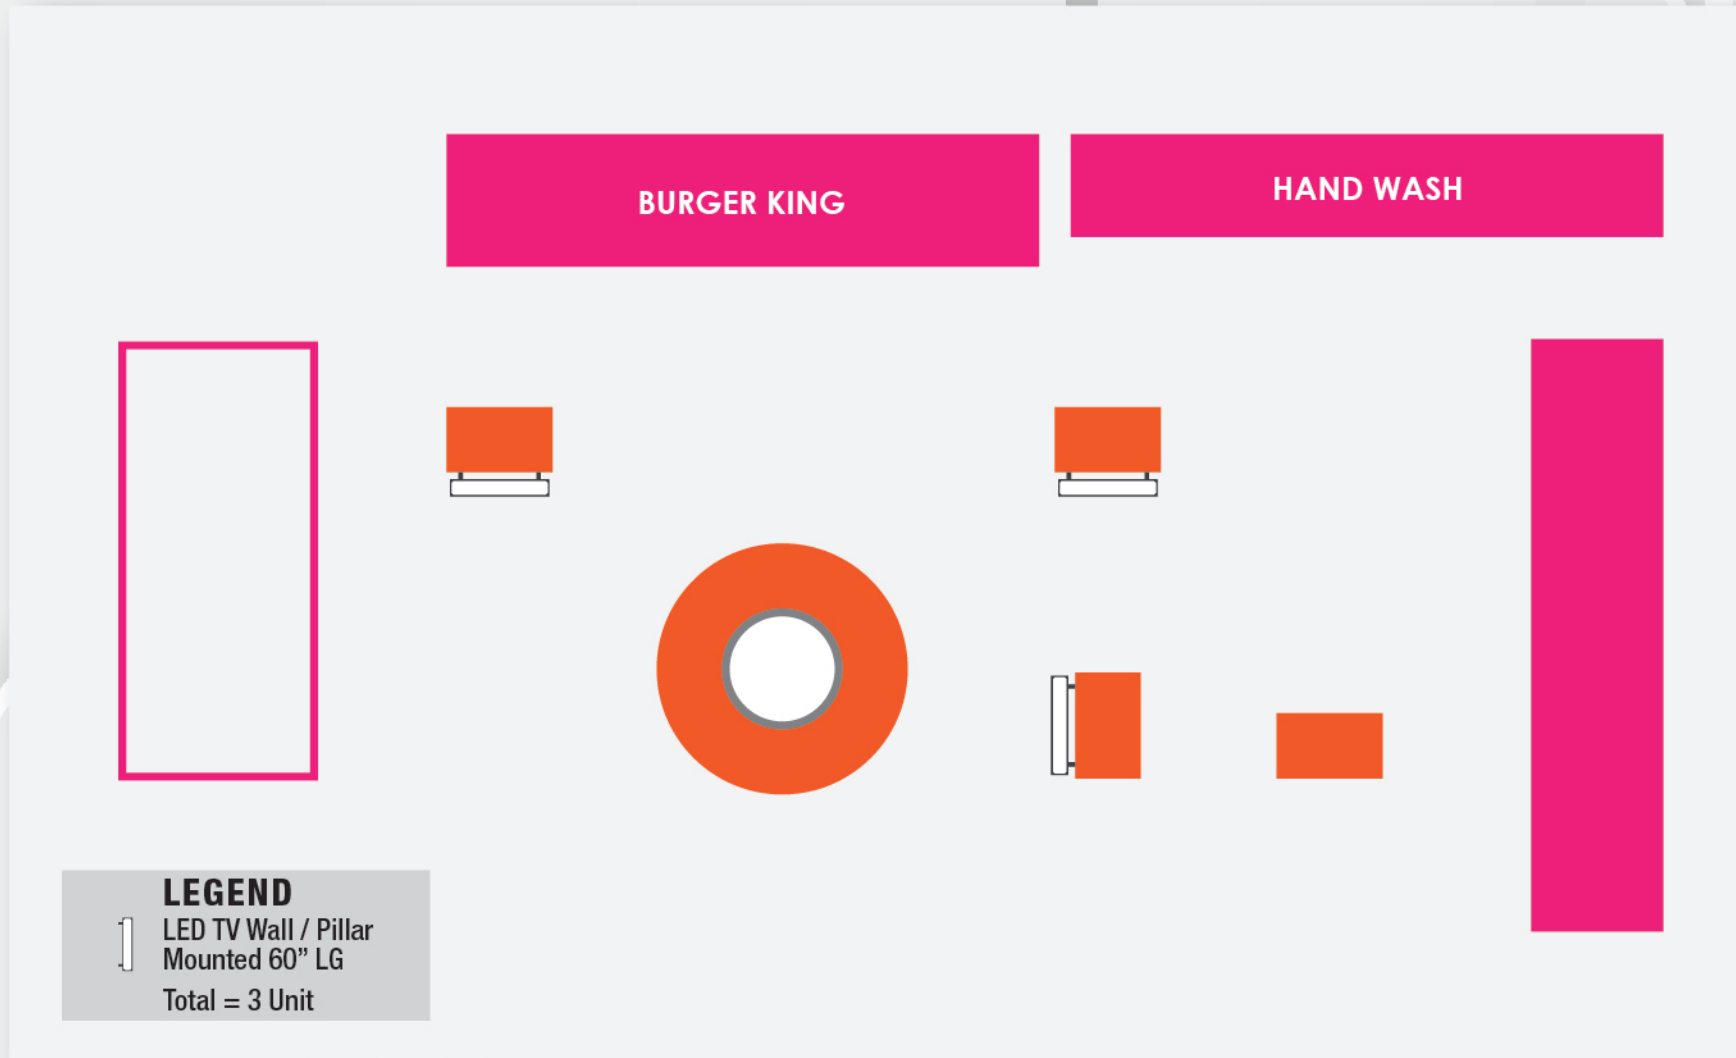 BURGER KING
HAND WASH
LEGEND
LED TV Wall / Pillar
Mounted 60” LG
Total = 3 Unit